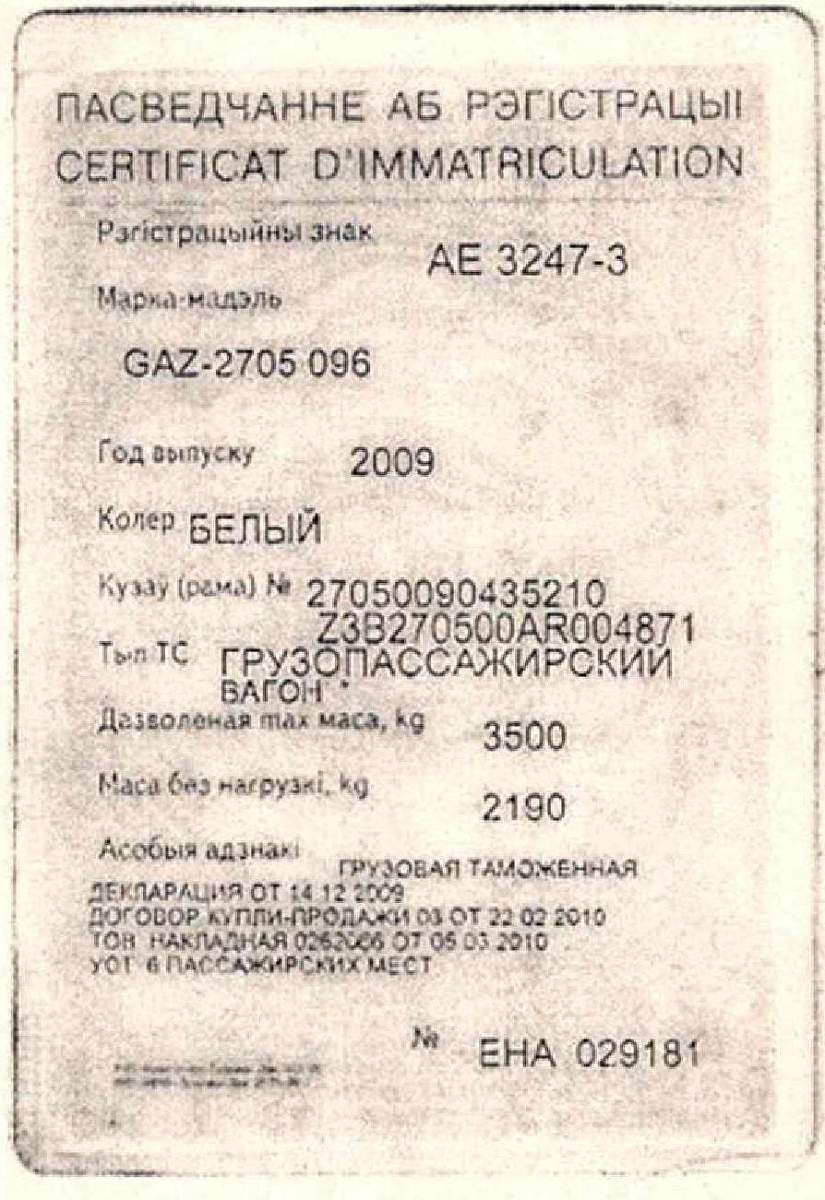 ПАСВЕДЧАННЕ АБ РЭГІСТРАЦЫІ
CERTIFICAT D'IMMATRICULATION
Рэгістрацыйны знак
АЕ 3247-3
Марка-мадэль
GAZ-2705 096
Год выпуску 2009
Колер БЕЛЫЙ
Кузаў (рама) № 27050090435210
Z3B270500AR004871
Тып ТС ГРУЗОПАССАЖИРСКИЙ
ВАГОН *
Дазволеная max маса, kg 3500
Маса без нагрузкі, kg 2190
Асобыя адзнакі ГРУЗОВАЯ ТАМОЖЕННАЯ
ДЕКЛАРАЦИЯ ОТ 14 12 2009
ДОГОВОР КУПЛИ-ПРОДАЖИ 03 ОТ 22 02 2010
ТОВ НАКЛАДНАЯ ОТ 05 03 2010
6 ПАССАЖИРСКИХ МЕСТ
№ ЕНА 029181